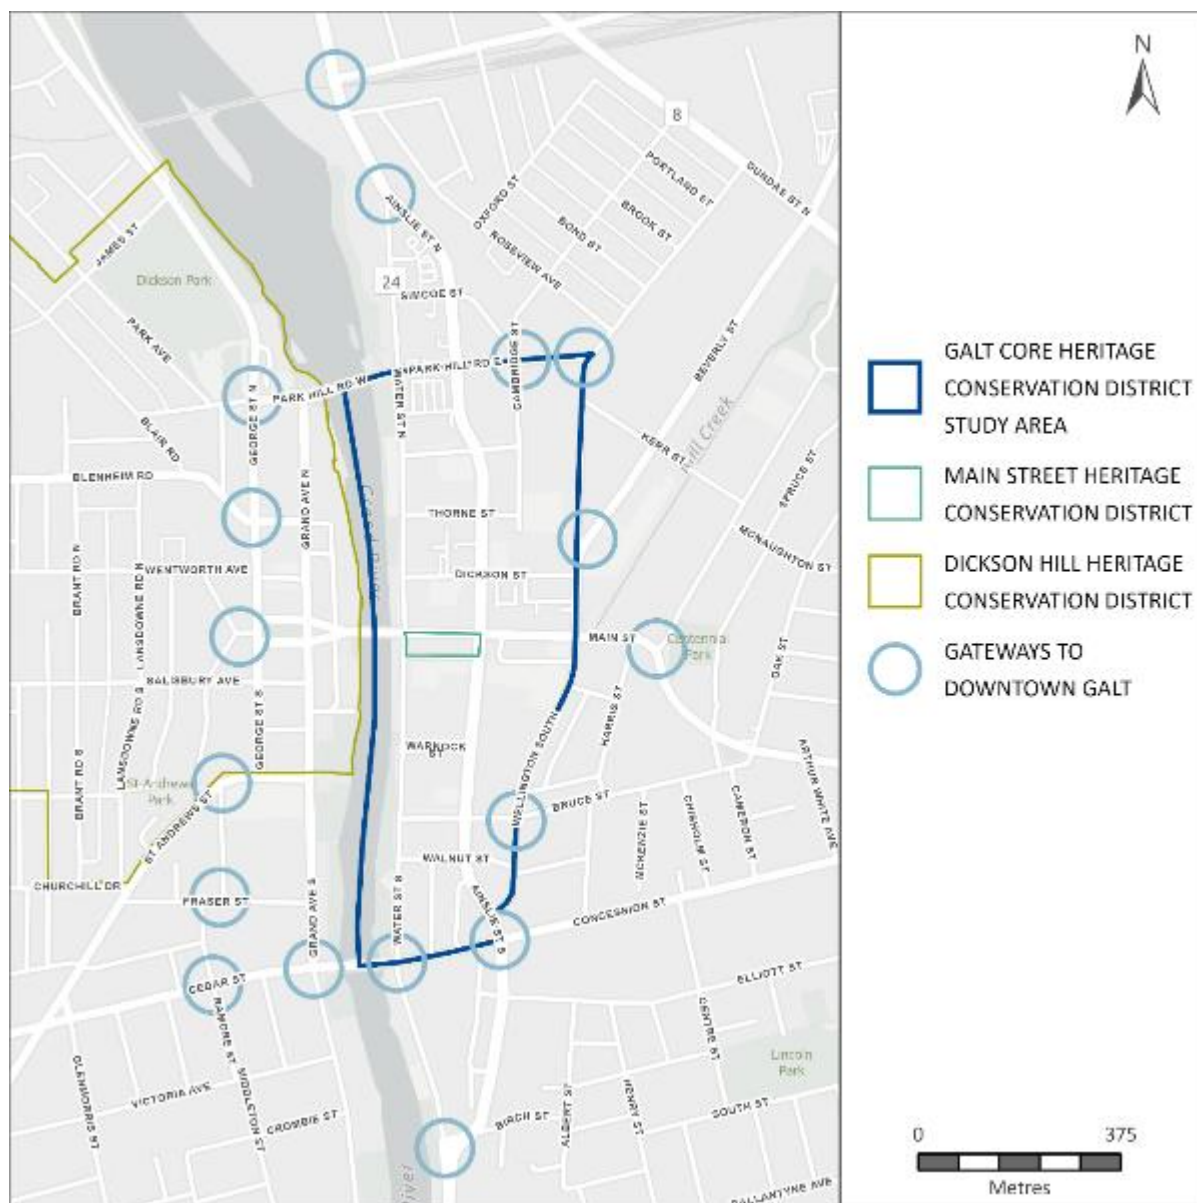 N
8
DUNDAS ST N
PORTLAND ST
OXFORD ST
BROOK ST
BOND ST
ROSEVIEW AVE
AINSLIE ST N
24
SIMCOE ST
JAMES ST
Dickson Park
PARK AVE
CAMBRIDGE ST
BEVERLY ST
PARK HILL RD E
PARK HILL RD W
WATER ST N
GEORGE ST N
BLAIR RD
KERR ST
Mill Creek
BLENHEIM RD
GRAND AVE N
SPRUCE ST
Grand River
THORNE ST
MCNAUGHTON ST
BRANT RD N
WENTWORTH AVE
LANSDOWNE RD N
DICKSON ST
MAIN ST
Centennial
Park
OAK ST
SALISBURY AVE
LANSDOWNE RD S
GEORGE ST S
HARRIS ST
WARNOCK
ST
WELLINGTON SOUTH
BRANT RD S
St-Andrews
Park
ST ANDREWS ST
BRUCE ST
ARTHUR WHITE AVE
MCKENZIE ST
CHISHOLM ST
CAMERON ST
WALNUT ST
CHURCHILL DR
FRASER ST
GRAND AVE S
WATER ST S
AINSLIE ST S
CONCESSION ST
CEDAR ST
ELLIOTT ST
RAMORE ST
MIDDLETON ST
GLENMORRIS ST
VICTORIA AVE
CROMBIE ST
BIRCH ST
ALBERT ST
HENRY ST
Lincoln
Park
SOUTH ST
River
BALLANTYNE AVE
GALT CORE HERITAGE
CONSERVATION DISTRICT
STUDY AREA
MAIN STREET HERITAGE
CONSERVATION DISTRICT
DICKSON HILL HERITAGE
CONSERVATION DISTRICT
GATEWAYS TO
DOWNTOWN GALT
0 375
Metres